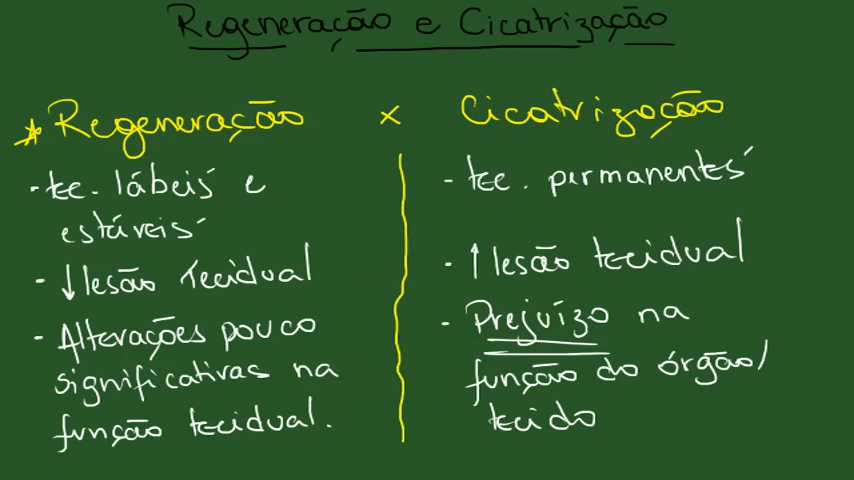 Regeneração e Cicatrização
* Regeneração x Cicatrização
- tec. lábeis e
estáveis
- ↓ lesão tecidual
- Alterações pouco
significativas na
função tecidual.
- tec. permanentes
- ↑ lesão tecidual
- Prejuízo na
função do órgão/
tecido